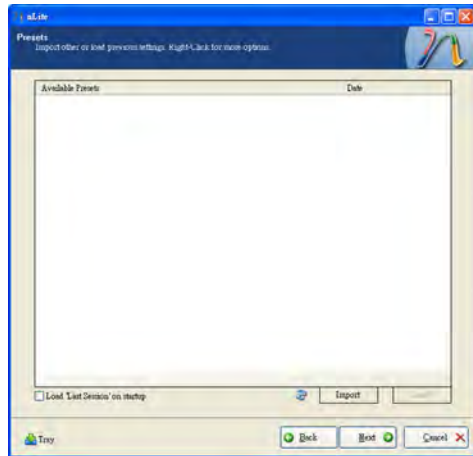 nLite
Presets
Import other or load previous settings. Right-Click for more options.
Available Presets Date
Load 'Last Session' on startup
Import
Tray
Back Next Cancel